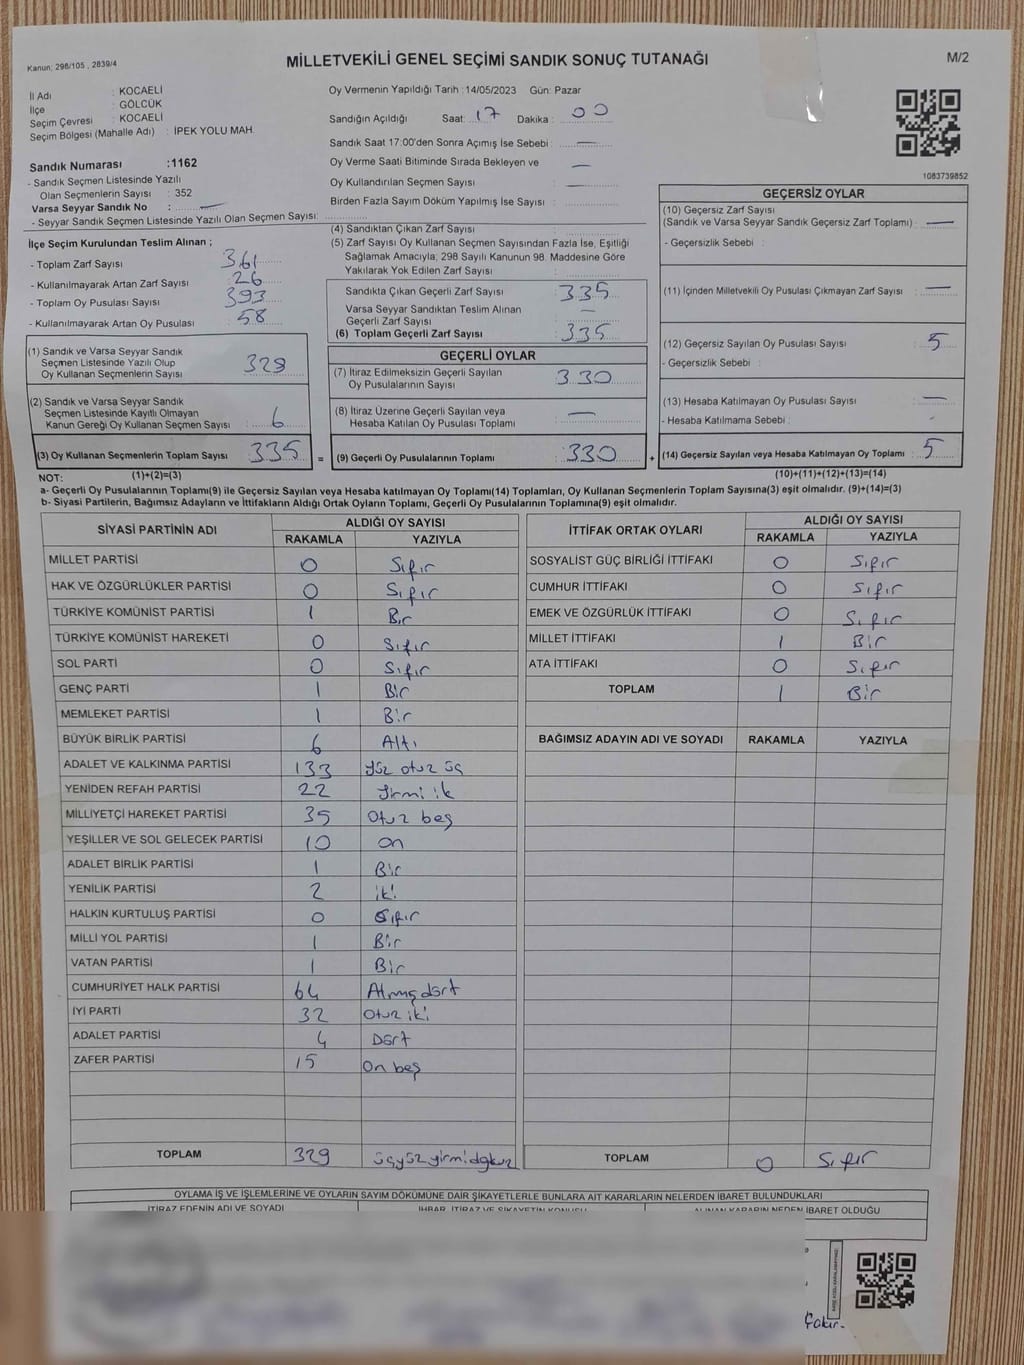 Kanun: 298/105 , 2839/4
MİLLETVEKİLİ GENEL SEÇİMİ SANDIK SONUÇ TUTANAĞI
M/2
İl Adı : KOCAELİ
İlçe : GÖLCÜK
Seçim Çevresi : KOCAELİ
Seçim Bölgesi (Mahalle Adı) : İPEK YOLU MAH.
Sandık Numarası :1162
- Sandık Seçmen Listesinde Yazılı
Olan Seçmenlerin Sayısı : 352
Varsa Seyyar Sandık No : —
- Seyyar Sandık Seçmen Listesinde Yazılı Olan Seçmen Sayısı:
Oy Vermenin Yapıldığı Tarih :14/05/2023 Gün: Pazar
Sandığın Açıldığı Saat: 17 Dakika : 00
Sandık Saat 17:00'den Sonra Açımış İse Sebebi : —
Oy Verme Saati Bitiminde Sırada Bekleyen ve —
Oy Kullandırılan Seçmen Sayısı : —
Birden Fazla Sayım Döküm Yapılmış İse Sayısı :
1083739852
İlçe Seçim Kurulundan Teslim Alınan ;
- Toplam Zarf Sayısı : 361
- Kullanılmayarak Artan Zarf Sayısı : 26
- Toplam Oy Pusulası Sayısı : 393
- Kullanılmayarak Artan Oy Pusulası : 58
(1) Sandık ve Varsa Seyyar Sandık
Seçmen Listesinde Yazılı Olup
Oy Kullanan Seçmenlerin Sayısı : 329
(2) Sandık ve Varsa Seyyar Sandık
Seçmen Listesinde Kayıtlı Olmayan
Kanun Gereği Oy Kullanan Seçmen Sayısı : 6
(3) Oy Kullanan Seçmenlerin Toplam Sayısı : 335 =
(4) Sandıktan Çıkan Zarf Sayısı :
(5) Zarf Sayısı Oy Kullanan Seçmen Sayısından Fazla İse, Eşitliği
Sağlamak Amacıyla; 298 Sayılı Kanunun 98. Maddesine Göre
Yakılarak Yok Edilen Zarf Sayısı :
Sandıkta Çıkan Geçerli Zarf Sayısı : 335
Varsa Seyyar Sandıktan Teslim Alınan
Geçerli Zarf Sayısı : —
(6) Toplam Geçerli Zarf Sayısı : 335
GEÇERLİ OYLAR
(7) İtiraz Edilmeksizin Geçerli Sayılan
Oy Pusulalarının Sayısı : 330
(8) İtiraz Üzerine Geçerli Sayılan veya
Hesaba Katılan Oy Pusulası Toplamı : —
(9) Geçerli Oy Pusulalarının Toplamı : 330 +
GEÇERSİZ OYLAR
(10) Geçersiz Zarf Sayısı
(Sandık ve Varsa Seyyar Sandık Geçersiz Zarf Toplamı) : —
- Geçersizlik Sebebi :
(11) İçinden Milletvekili Oy Pusulası Çıkmayan Zarf Sayısı : —
(12) Geçersiz Sayılan Oy Pusulası Sayısı : 5
- Geçersizlik Sebebi :
(13) Hesaba Katılmayan Oy Pusulası Sayısı : —
- Hesaba Katılmama Sebebi :
(14) Geçersiz Sayılan veya Hesaba Katılmayan Oy Toplamı : 5
NOT: (1)+(2)=(3)
(10)+(11)+(12)+(13)=(14)
a- Geçerli Oy Pusulalarının Toplamı(9) ile Geçersiz Sayılan veya Hesaba katılmayan Oy Toplamı(14) Toplamları, Oy Kullanan Seçmenlerin Toplam Sayısına(3) eşit olmalıdır. (9)+(14)=(3)
b- Siyasi Partilerin, Bağımsız Adayların ve İttifakların Aldığı Ortak Oyların Toplamı, Geçerli Oy Pusulalarının Toplamına(9) eşit olmalıdır.
SİYASİ PARTİNİN ADI ALDIĞI OY SAYISI
RAKAMLA YAZIYLA
MİLLET PARTİSİ 0 Sıfır
HAK VE ÖZGÜRLÜKLER PARTİSİ 0 Sıfır
TÜRKİYE KOMÜNİST PARTİSİ 1 Bir
TÜRKİYE KOMÜNİST HAREKETİ 0 Sıfır
SOL PARTİ 0 Sıfır
GENÇ PARTİ 1 Bir
MEMLEKET PARTİSİ 1 Bir
BÜYÜK BİRLİK PARTİSİ 6 Altı
ADALET VE KALKINMA PARTİSİ 133 Yüz otuz üç
YENİDEN REFAH PARTİSİ 22 Yirmi ik
MİLLİYETÇİ HAREKET PARTİSİ 35 Otuz beş
YEŞİLLER VE SOL GELECEK PARTİSİ 10 on
ADALET BİRLİK PARTİSİ 1 Bir
YENİLİK PARTİSİ 2 iki
HALKIN KURTULUŞ PARTİSİ 0 Sıfır
MİLLİ YOL PARTİSİ 1 Bir
VATAN PARTİSİ 1 Bir
CUMHURİYET HALK PARTİSİ 64 Atmışdört
İYİ PARTİ 32 Otuz iki
ADALET PARTİSİ 4 Dört
ZAFER PARTİSİ 15 On beş
TOPLAM 329 üçyüzyirmidokuz
İTTİFAK ORTAK OYLARI ALDIĞI OY SAYISI
RAKAMLA YAZIYLA
SOSYALİST GÜÇ BİRLİĞİ İTTİFAKI 0 Sıfır
CUMHUR İTTİFAKI 0 Sıfır
EMEK VE ÖZGÜRLÜK İTTİFAKI 0 Sıfır
MİLLET İTTİFAKI 1 Bir
ATA İTTİFAKI 0 Sıfır
TOPLAM 1 Bir
BAĞIMSIZ ADAYIN ADI VE SOYADI RAKAMLA YAZIYLA
TOPLAM 0 Sıfır
OYLAMA İŞ VE İŞLEMLERİNE VE OYLARIN SAYIM DÖKÜMÜNE DAİR ŞİKAYETLERLE BUNLARA AİT KARARLARIN NELERDEN İBARET BULUNDUKLARI
İTİRAZ EDENİN ADI VE SOYADI İHBAR, İTİRAZ VE ŞİKAYETİN KONUSU ALINAN KARARIN NEDEN İBARET OLDUĞU